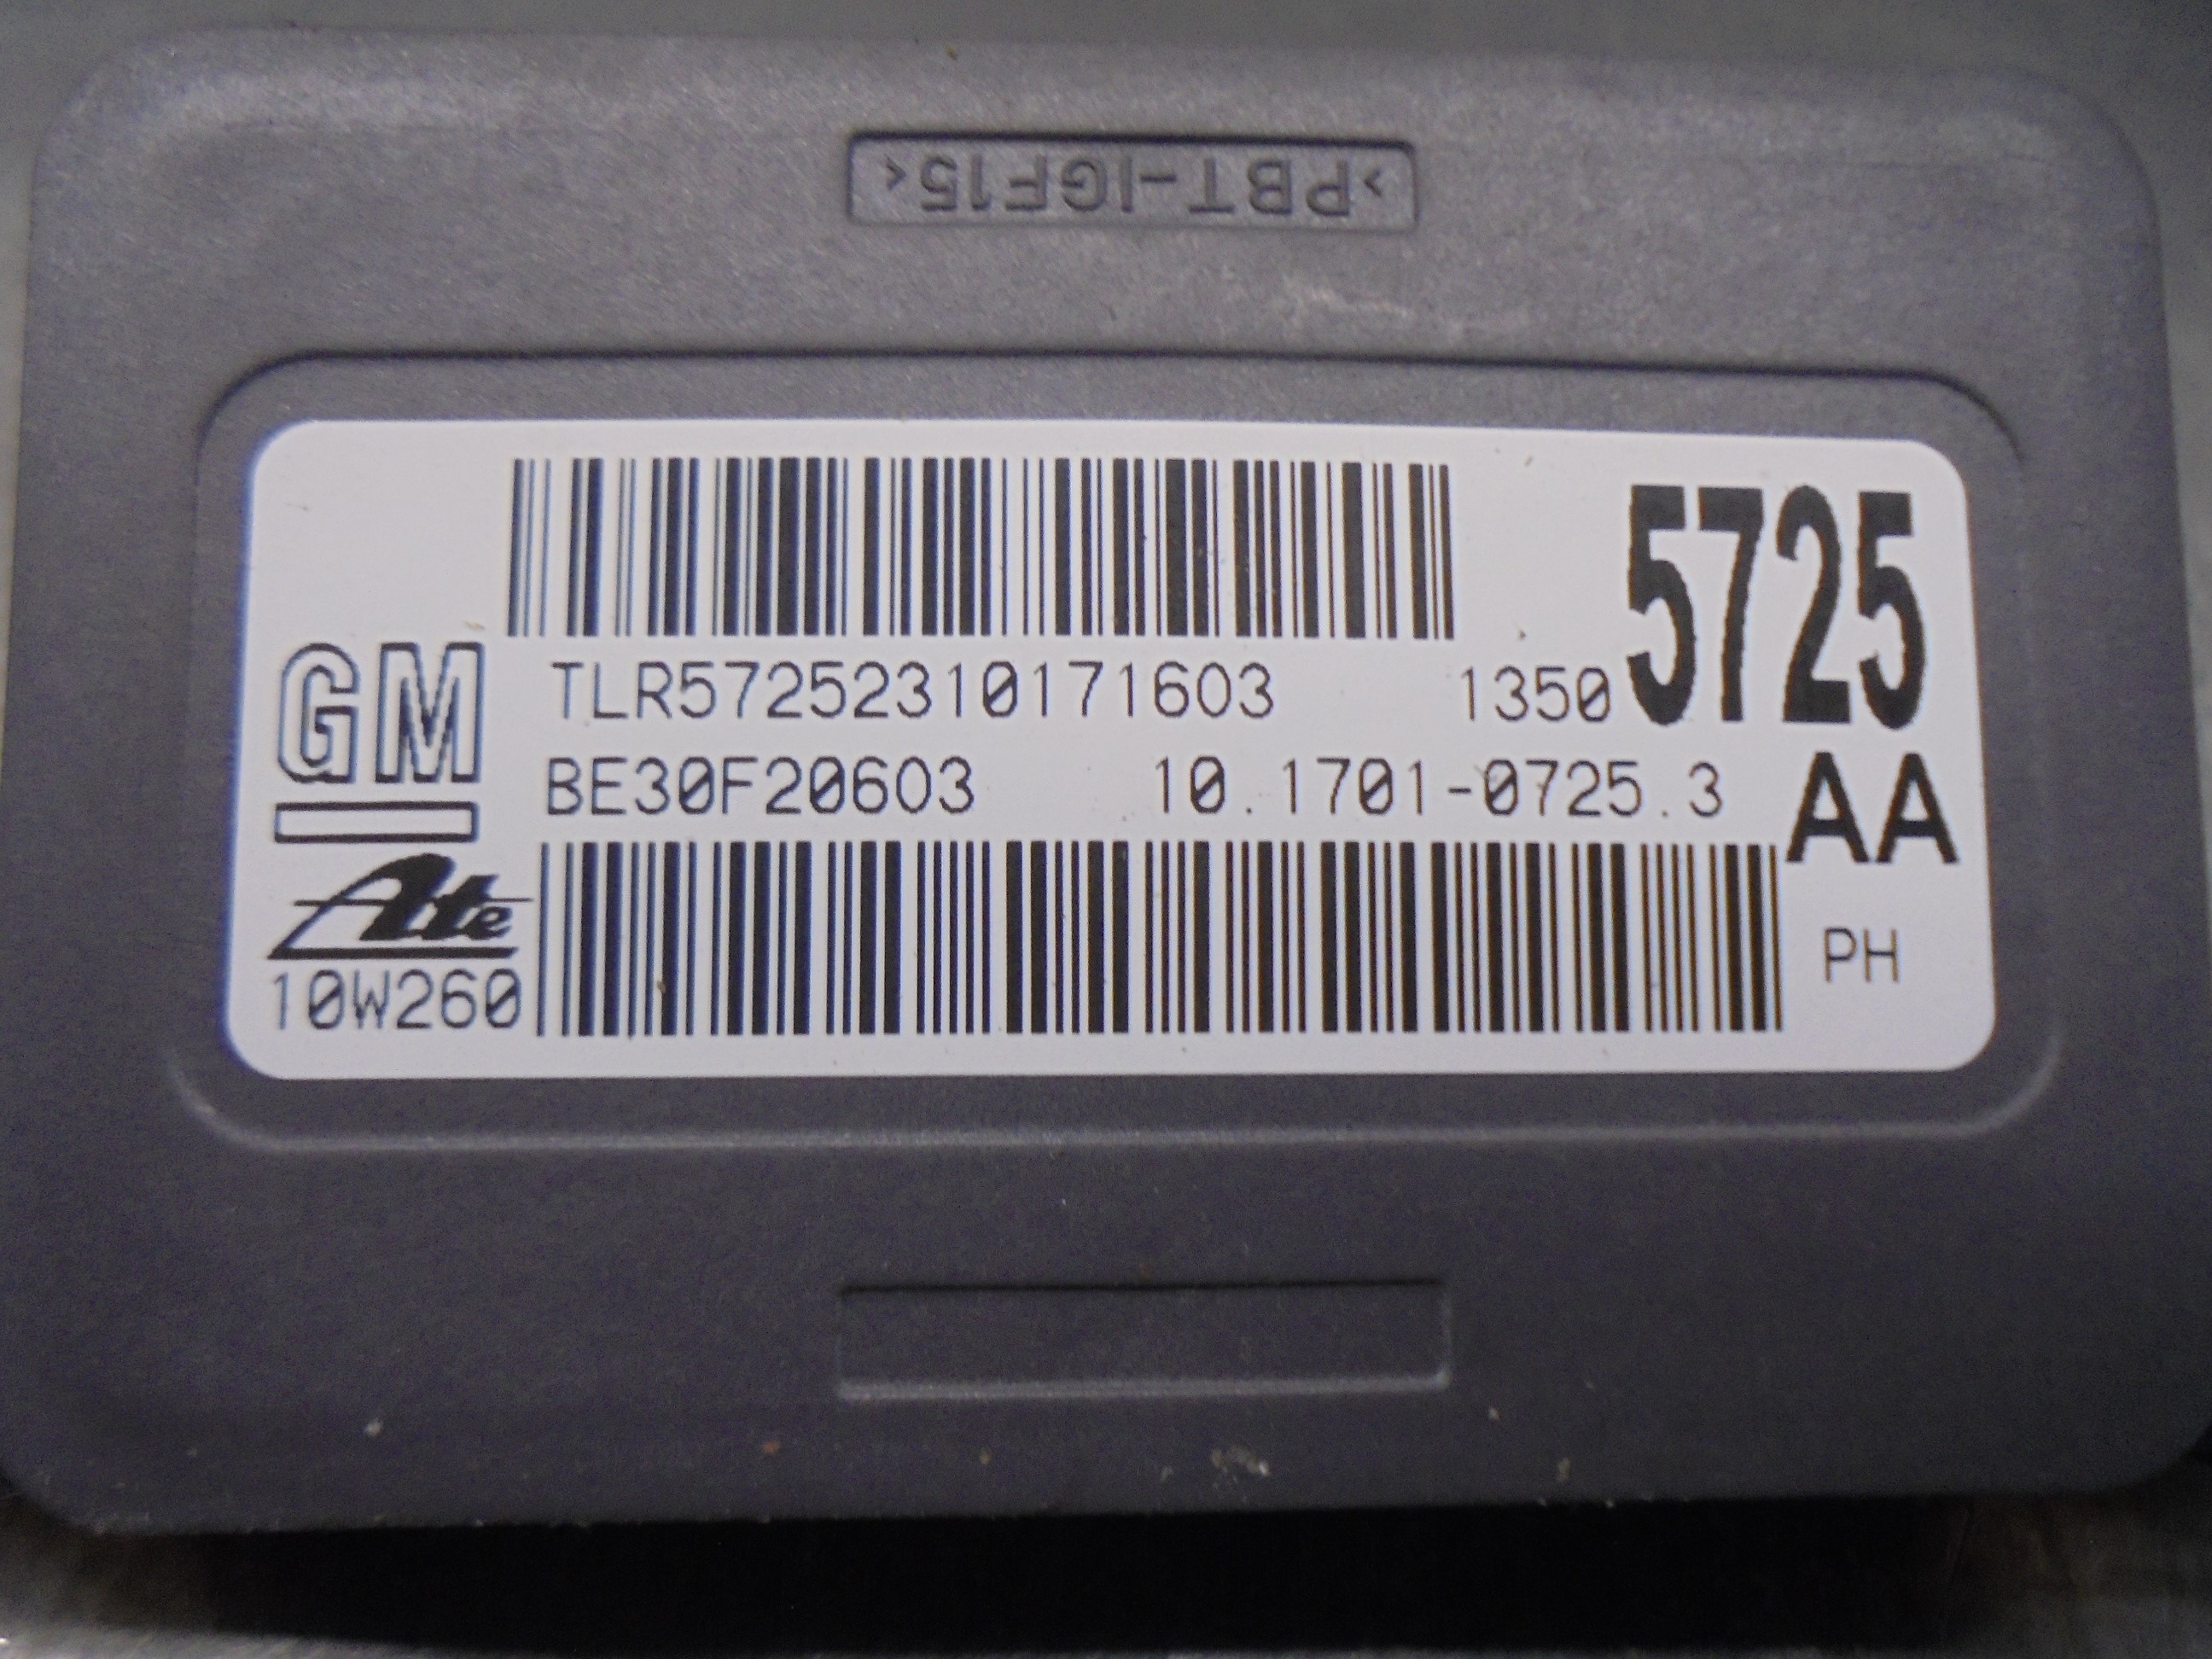 >PBT-IGF15<
5725
TLR57252310171603 1350
GM
BE30F20603 10.1701-0725.3
AA
Ate
PH
10W260